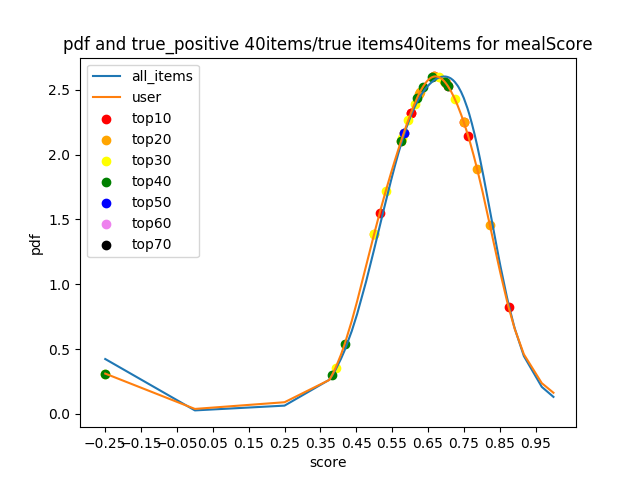 pdf and true_positive 40items/true items40items for mealScore
all_items
user
top10
top20
top30
top40
top50
top60
top70
pdf
2.5
2.0
1.5
1.0
0.5
0.0
−0.25 −0.15 −0.05 0.05 0.15 0.25 0.35 0.45 0.55 0.65 0.75 0.85 0.95
score